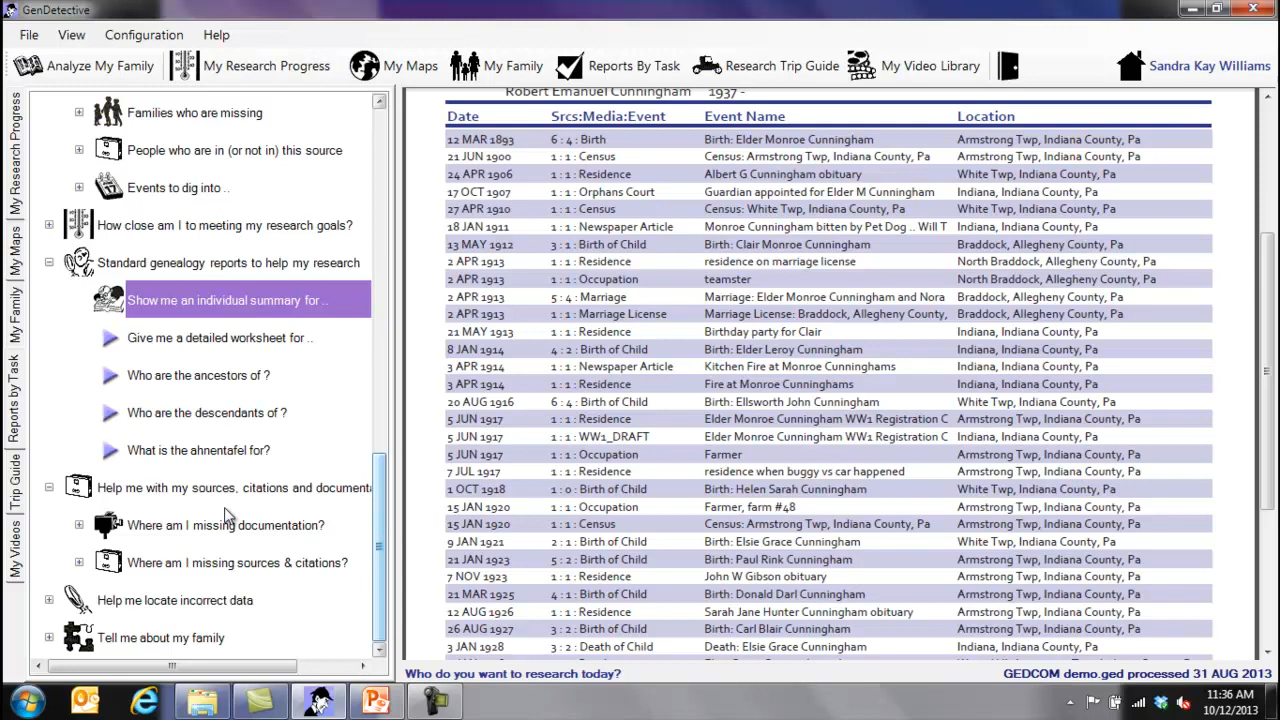 GenDetective
File View Configuration Help
Analyze My Family My Research Progress My Maps My Family Reports By Task Research Trip Guide My Video Library Sandra Kay Williams
My Research Progress
My Maps
My Family
Reports by Task
Trip Guide
My Videos
Families who are missing
People who are in (or not in) this source
Events to dig into ..
How close am I to meeting my research goals?
Standard genealogy reports to help my research
Show me an individual summary for ..
Give me a detailed worksheet for ..
Who are the ancestors of ?
Who are the descendants of ?
What is the ahnentafel for?
Help me with my sources, citations and documenta
Where am I missing documentation?
Where am I missing sources & citations?
Help me locate incorrect data
Tell me about my family
Robert Emanuel Cunningham 1937 -
Date Srcs:Media:Event Event Name Location
12 MAR 1893 6 : 4 : Birth Birth: Elder Monroe Cunningham Armstrong Twp, Indiana County, Pa
21 JUN 1900 1 : 1 : Census Census: Armstrong Twp, Indiana County, Pa Armstrong Twp, Indiana County, Pa
24 APR 1906 1 : 1 : Residence Albert G Cunningham obituary White Twp, Indiana County, Pa
17 OCT 1907 1 : 1 : Orphans Court Guardian appointed for Elder M Cunningham Indiana, Indiana County, Pa
27 APR 1910 1 : 1 : Census Census: White Twp, Indiana County, Pa White Twp, Indiana County, Pa
18 JAN 1911 1 : 1 : Newspaper Article Monroe Cunningham bitten by Pet Dog .. Will T Indiana, Indiana County, Pa
13 MAY 1912 3 : 1 : Birth of Child Birth: Clair Monroe Cunningham Braddock, Allegheny County, Pa
2 APR 1913 1 : 1 : Residence residence on marriage license North Braddock, Allegheny County, Pa
2 APR 1913 1 : 1 : Occupation teamster North Braddock, Allegheny County, Pa
2 APR 1913 5 : 4 : Marriage Marriage: Elder Monroe Cunningham and Nora Braddock, Allegheny County, Pa
2 APR 1913 1 : 1 : Marriage License Marriage License: Braddock, Allegheny County, Braddock, Allegheny County, Pa
21 MAY 1913 1 : 1 : Residence Birthday party for Clair Indiana, Indiana County, Pa
8 JAN 1914 4 : 2 : Birth of Child Birth: Elder Leroy Cunningham Indiana, Indiana County, Pa
3 APR 1914 1 : 1 : Newspaper Article Kitchen Fire at Monroe Cunninghams Indiana, Indiana County, Pa
3 APR 1914 1 : 1 : Residence Fire at Monroe Cunninghams Indiana, Indiana County, Pa
20 AUG 1916 6 : 4 : Birth of Child Birth: Ellsworth John Cunningham White Twp, Indiana County, Pa
5 JUN 1917 1 : 1 : Residence Elder Monroe Cunningham WW1 Registration C Armstrong Twp, Indiana County, Pa
5 JUN 1917 1 : 1 : WW1_DRAFT Elder Monroe Cunningham WW1 Registration C Indiana, Indiana County, Pa
5 JUN 1917 1 : 1 : Occupation Farmer Armstrong Twp, Indiana County, Pa
7 JUL 1917 1 : 1 : Residence residence when buggy vs car happened Armstrong Twp, Indiana County, Pa
1 OCT 1918 1 : 0 : Birth of Child Birth: Helen Sarah Cunningham White Twp, Indiana County, Pa
15 JAN 1920 1 : 1 : Occupation Farmer, farm #48 Armstrong Twp, Indiana County, Pa
15 JAN 1920 1 : 1 : Census Census: Armstrong Twp, Indiana County, Pa Armstrong Twp, Indiana County, Pa
9 JAN 1921 2 : 1 : Birth of Child Birth: Elsie Grace Cunningham White Twp, Indiana County, Pa
21 JAN 1923 5 : 2 : Birth of Child Birth: Paul Rink Cunningham Armstrong Twp, Indiana County, Pa
7 NOV 1923 1 : 1 : Residence John W Gibson obituary Armstrong Twp, Indiana County, Pa
21 MAR 1925 4 : 1 : Birth of Child Birth: Donald Darl Cunningham Armstrong Twp, Indiana County, Pa
12 AUG 1926 1 : 1 : Residence Sarah Jane Hunter Cunningham obituary Armstrong Twp, Indiana County, Pa
26 AUG 1927 3 : 2 : Birth of Child Birth: Carl Blair Cunningham Armstrong Twp, Indiana County, Pa
3 JAN 1928 3 : 2 : Death of Child Death: Elsie Grace Cunningham Armstrong Twp, Indiana County, Pa
Who do you want to research today? GEDCOM demo.ged processed 31 AUG 2013
11:36 AM
10/12/2013